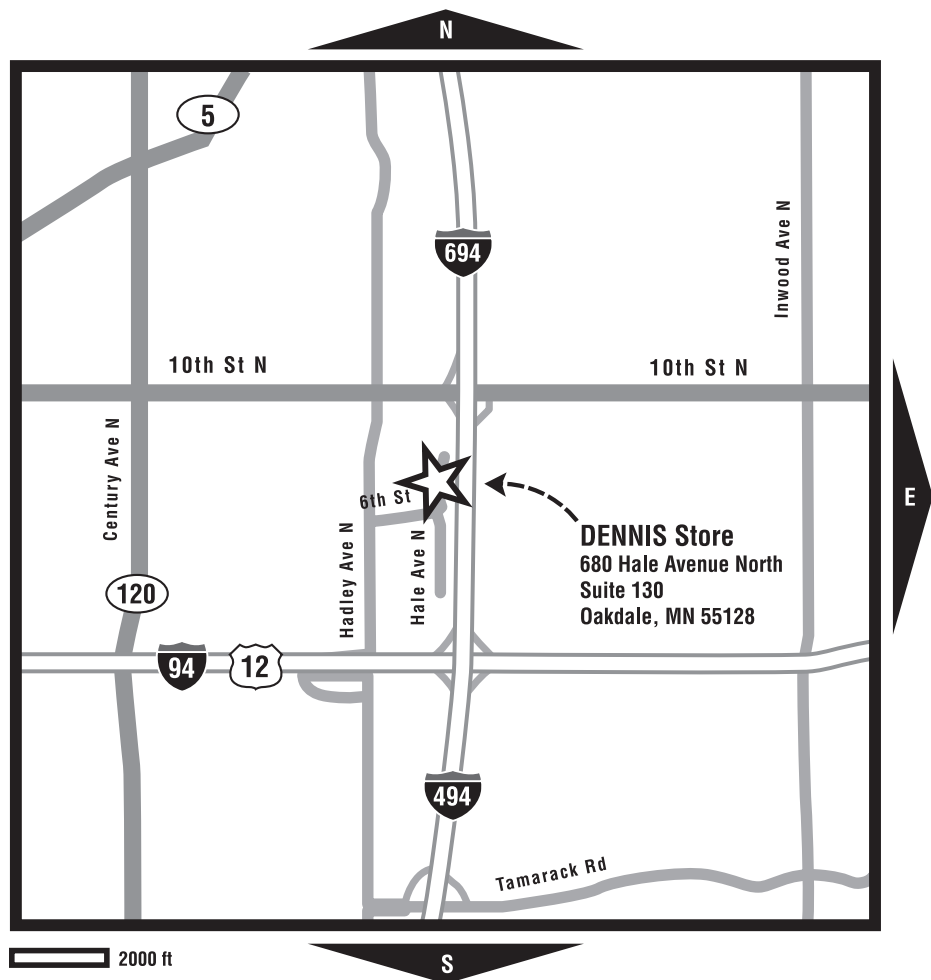 N
5
694
Inwood Ave N
10th St N
10th St N
Century Ave N
E
6th St
Hadley Ave N
Hale Ave N
DENNIS Store
680 Hale Avenue North
Suite 130
Oakdale, MN 55128
120
94
12
494
Tamarack Rd
2000 ft
S